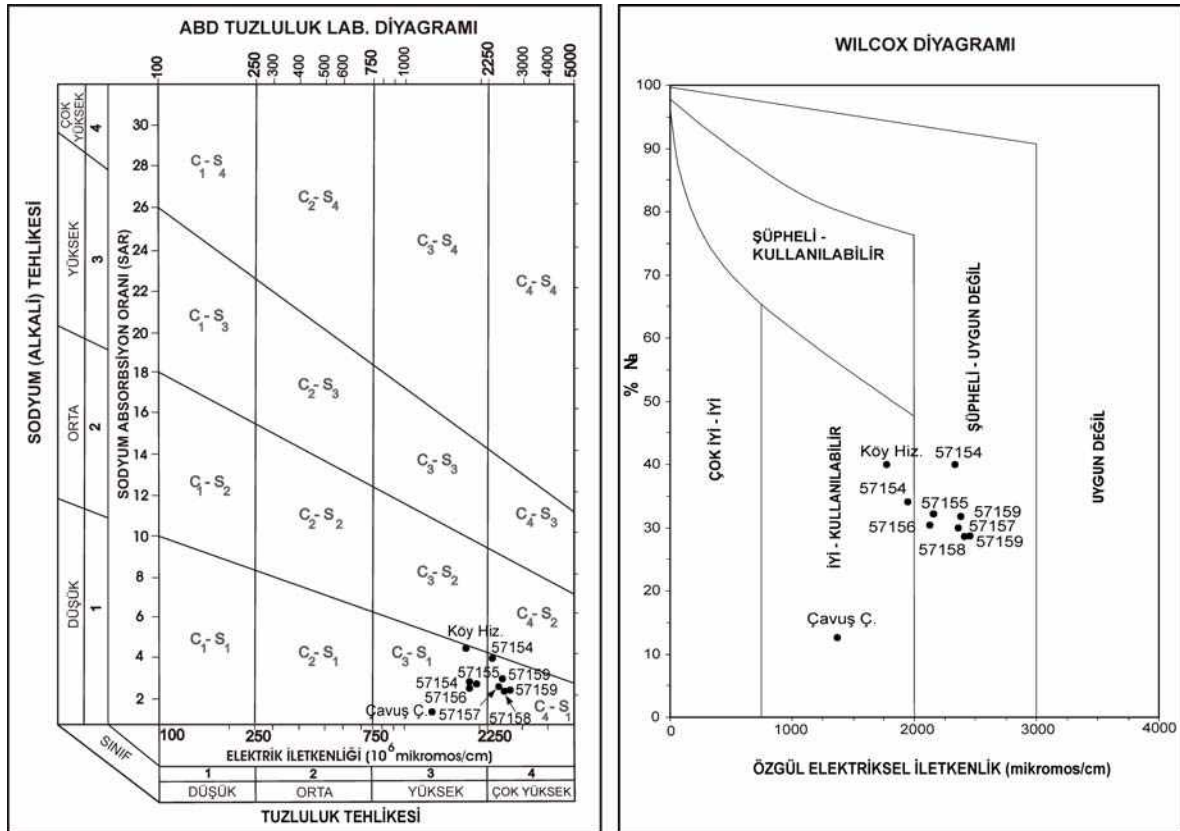 ABD TUZLULUK LAB. DİYAGRAMI
100 250 300 400 500 600 750 1000 2250 3000 4000 5000
SODYUM (ALKALİ) TEHLİKESİ
ÇOK YÜKSEK
4
YÜKSEK
3
ORTA
2
DÜŞÜK
1
SODYUM ABSORBSİYON ORANI (SAR)
30
28
26
24
22
20
18
16
14
12
10
8
6
4
2
C1-S4
C2-S4
C3-S4
C4-S4
C1-S3
C2-S3
C3-S3
C4-S3
C1-S2
C2-S2
C3-S2
C4-S2
C1-S1
C2-S1
C3-S1
C4-S1
Köy Hiz.
57154
57155
57159
57154
57159
57156
Çavuş Ç.
57157
57158
100 250 750 2250
SINIF
ELEKTRİK İLETKENLİĞİ (10^6 mikromos/cm)
1 2 3 4
DÜŞÜK ORTA YÜKSEK ÇOK YÜKSEK
TUZLULUK TEHLİKESİ
WILCOX DİYAGRAMI
100
90
80
70
65
60
50
40
30
20
10
0
% Na
ŞÜPHELİ -
KULLANILABİLİR
ÇOK İYİ - İYİ
İYİ - KULLANILABİLİR
ŞÜPHELİ - UYGUN DEĞİL
UYGUN DEĞİL
Köy Hiz.
57154
57154
57155
57159
57156
57157
57158
57159
Çavuş Ç.
0 1000 2000 3000 4000
ÖZGÜL ELEKTRİKSEL İLETKENLİK (mikromos/cm)